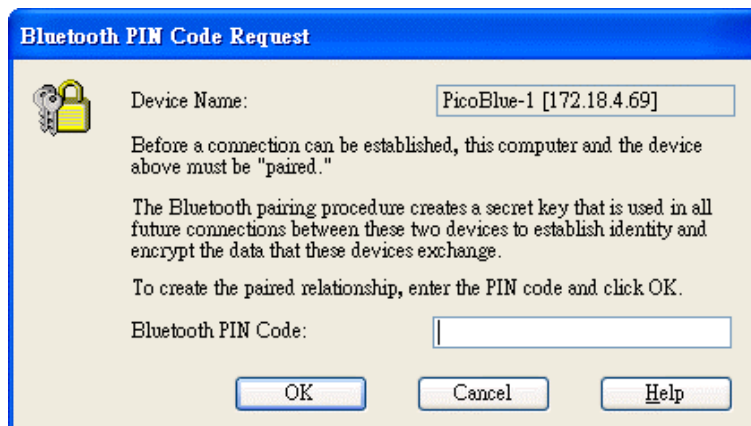 Bluetooth PIN Code Request
Device Name: PicoBlue-1 [172.18.4.69]
Before a connection can be established, this computer and the device
above must be "paired."
The Bluetooth pairing procedure creates a secret key that is used in all
future connections between these two devices to establish identity and
encrypt the data that these devices exchange.
To create the paired relationship, enter the PIN code and click OK.
Bluetooth PIN Code:
OK Cancel Help